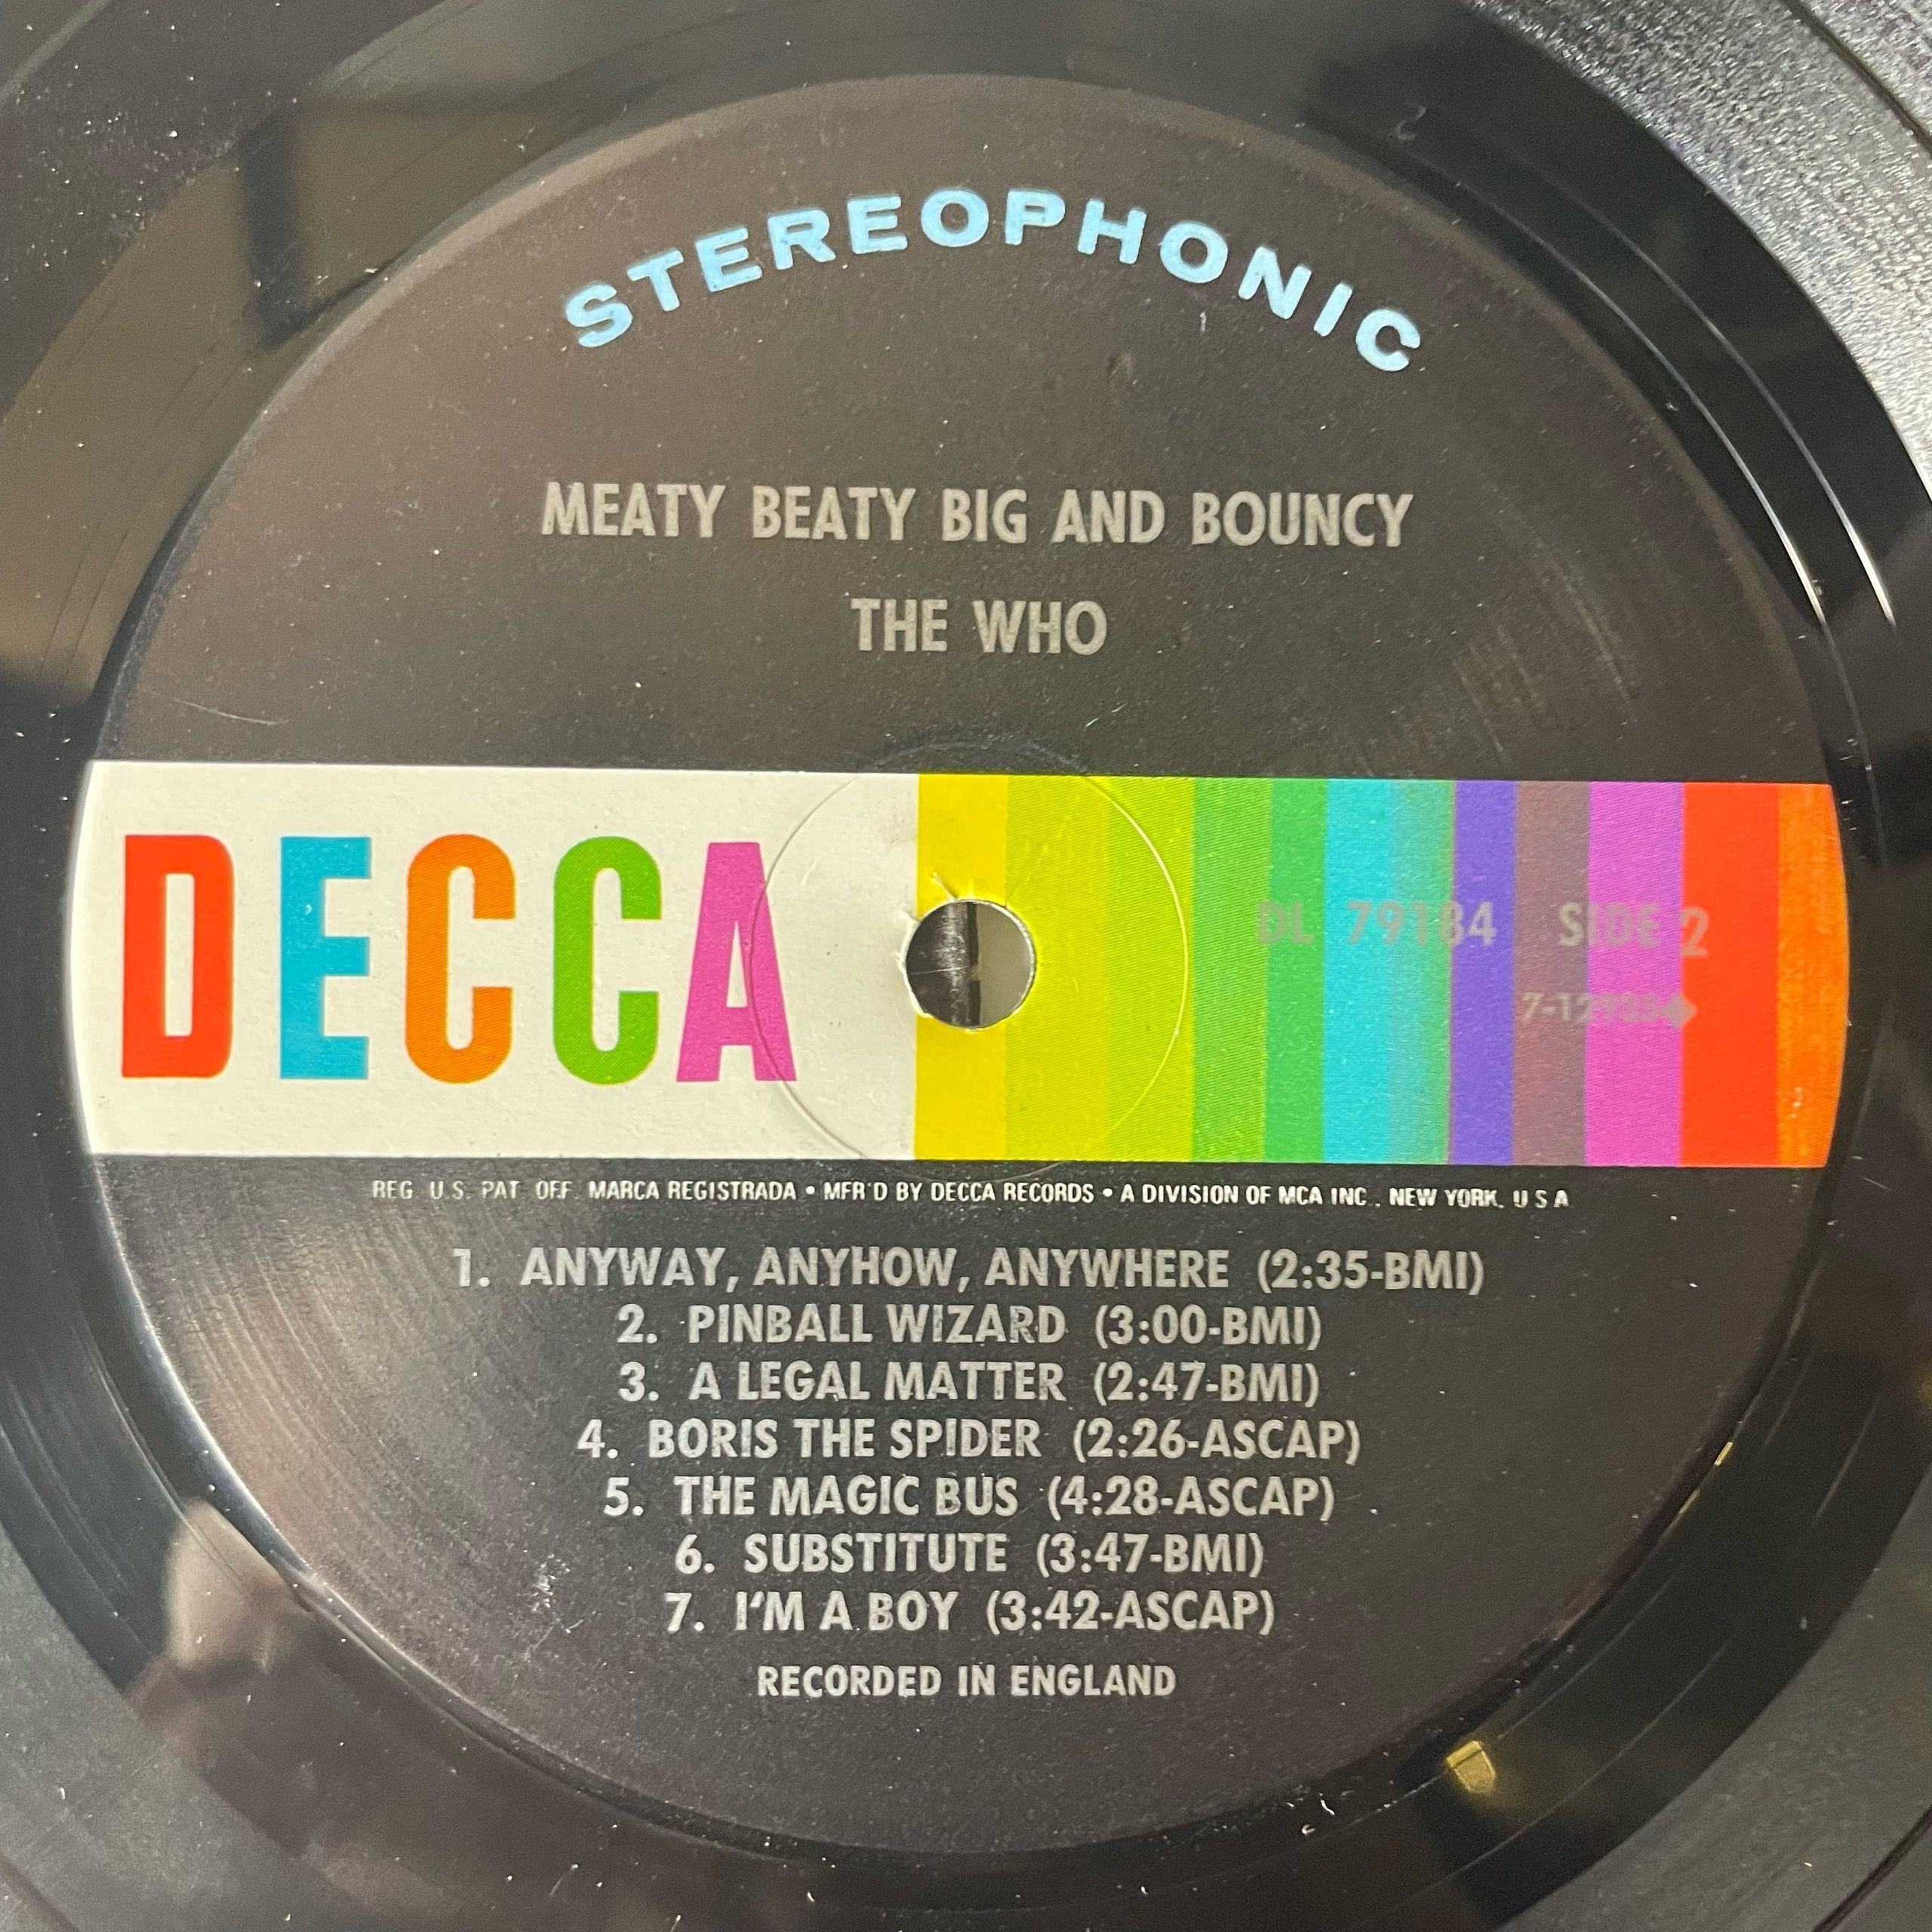 STEREOPHONIC
MEATY BEATY BIG AND BOUNCY
THE WHO
DECCA
DL 79184 SIDE 2
REG. U.S. PAT. OFF. MARCA REGISTRADA • MFR'D BY DECCA RECORDS • A DIVISION OF MCA INC., NEW YORK, U S A
1. ANYWAY, ANYHOW, ANYWHERE (2:35-BMI)
2. PINBALL WIZARD (3:00-BMI)
3. A LEGAL MATTER (2:47-BMI)
4. BORIS THE SPIDER (2:26-ASCAP)
5. THE MAGIC BUS (4:28-ASCAP)
6. SUBSTITUTE (3:47-BMI)
7. I'M A BOY (3:42-ASCAP)
RECORDED IN ENGLAND